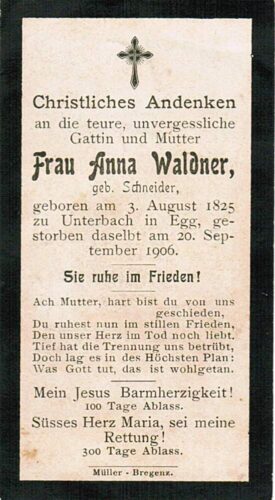 Christliches Andenken
an die teure, unvergessliche
Gattin und Mutter
Frau Anna Waldner,
geb. Schneider,
geboren am 3. August 1825
zu Unterbach in Egg, ge-
storben daselbt am 20. Sep-
tember 1906.
Sie ruhe im Frieden!
Ach Mutter, hart bist du von uns
geschieden,
Du ruhest nun im stillen Frieden,
Den unser Herz im Tod noch liebt.
Tief hat die Trennung uns betrübt,
Doch lag es in des Höchsten Plan:
Was Gott tut, das ist wohlgetan.
Mein Jesus Barmherzigkeit!
100 Tage Ablass.
Süsses Herz Maria, sei meine
Rettung!
300 Tage Ablass.
Müller - Bregenz.